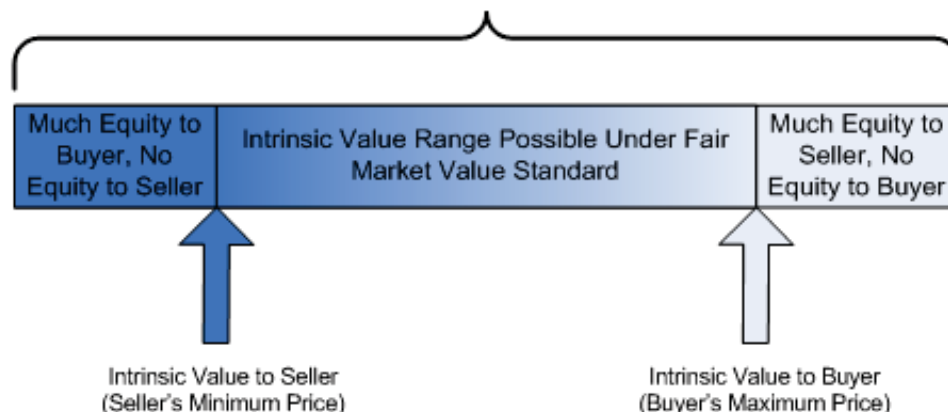 Much Equity to
Buyer, No
Equity to Seller
Intrinsic Value Range Possible Under Fair
Market Value Standard
Much Equity to
Seller, No
Equity to Buyer
Intrinsic Value to Seller
(Seller's Minimum Price)
Intrinsic Value to Buyer
(Buyer's Maximum Price)